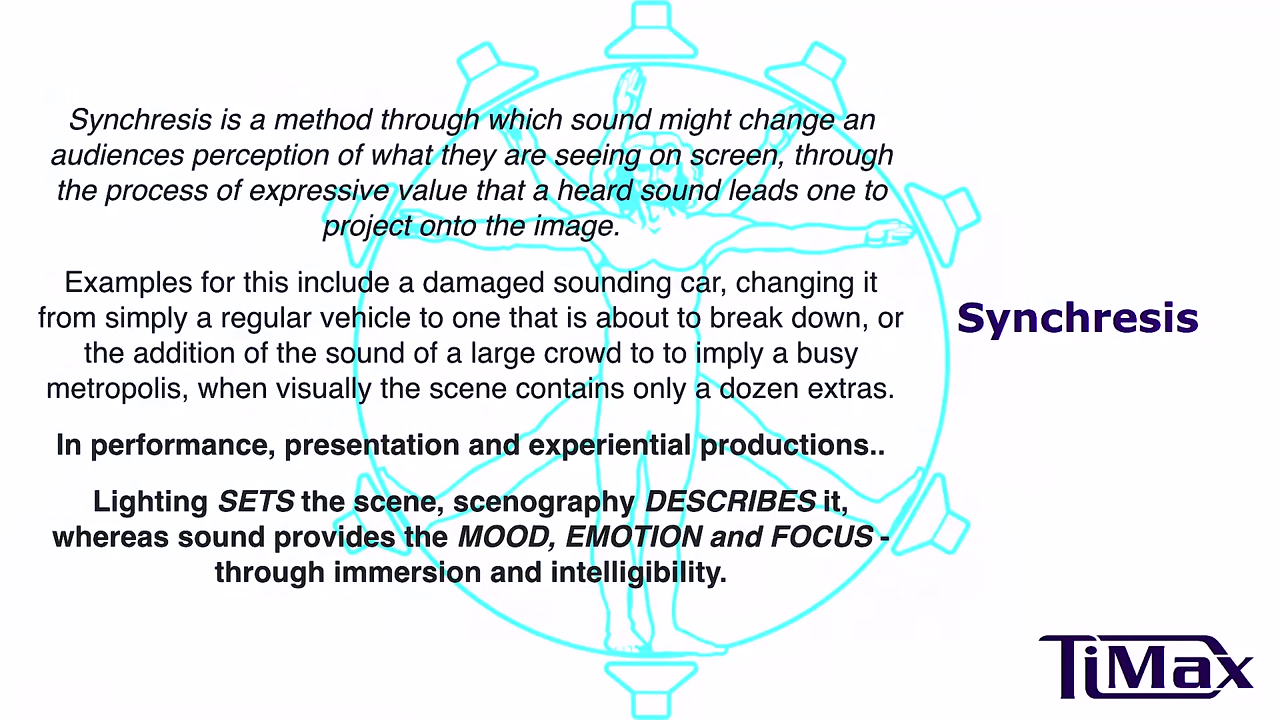 Synchresis is a method through which sound might change an
audiences perception of what they are seeing on screen, through
the process of expressive value that a heard sound leads one to
project onto the image.
Examples for this include a damaged sounding car, changing it
from simply a regular vehicle to one that is about to break down, or
the addition of the sound of a large crowd to to imply a busy
metropolis, when visually the scene contains only a dozen extras.
In performance, presentation and experiential productions..
Lighting SETS the scene, scenography DESCRIBES it,
whereas sound provides the MOOD, EMOTION and FOCUS -
through immersion and intelligibility.
Synchresis
TiMax